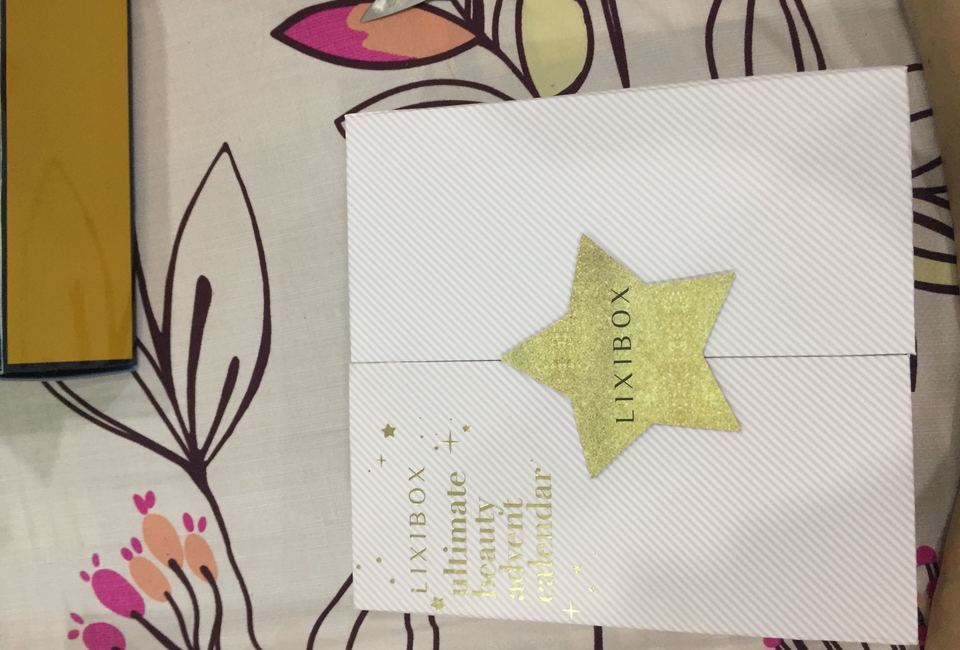 LIXIBOX
ultimate
beauty
advent
calendar
LIXIBOX